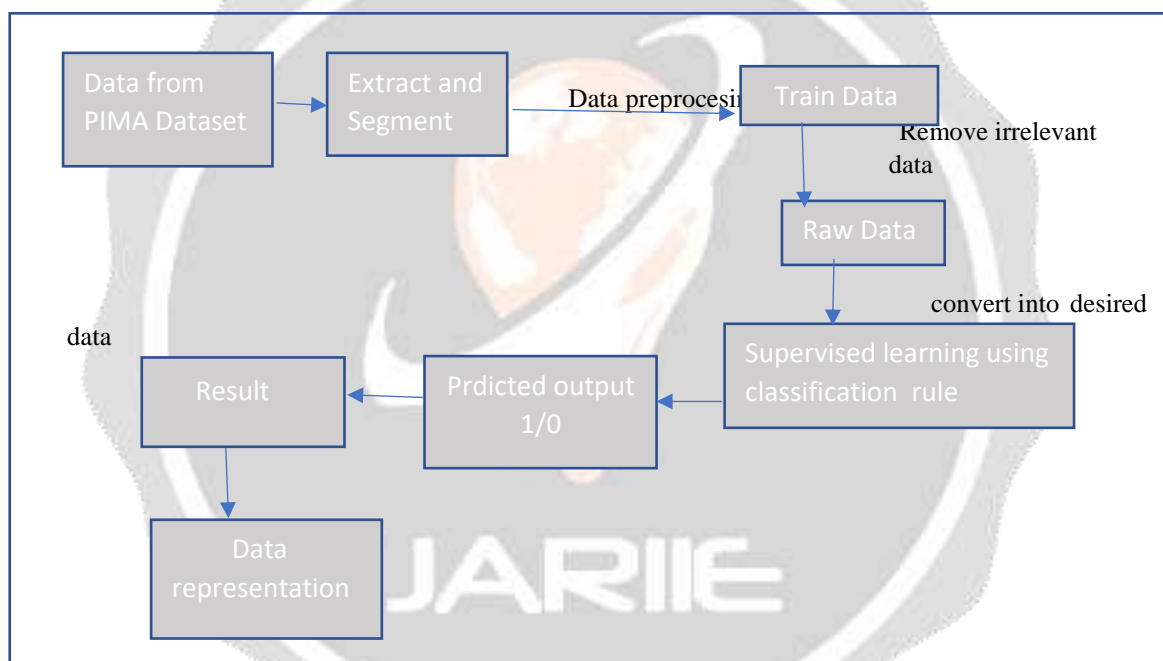 Data from
PIMA Dataset
Extract and
Segment
Data preprocesin
Train Data
Remove irrelevant
data
Raw Data
convert into desired
data
Supervised learning using
classification rule
Prdicted output
1/0
Result
Data
representation
JARIIE